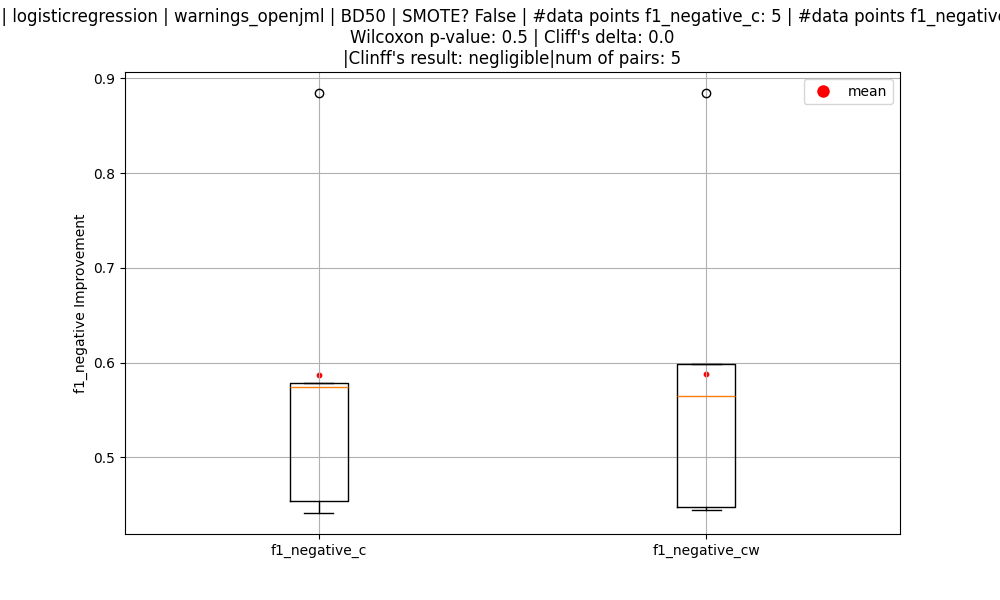 | logisticregression | warnings_openjml | BD50 | SMOTE? False | #data points f1_negative_c: 5 | #data points f1_negative
Wilcoxon p-value: 0.5 | Cliff's delta: 0.0
|Clinff's result: negligible|num of pairs: 5
0.9
mean
0.8
0.7
0.6
0.5
f1_negative Improvement
f1_negative_c
f1_negative_cw